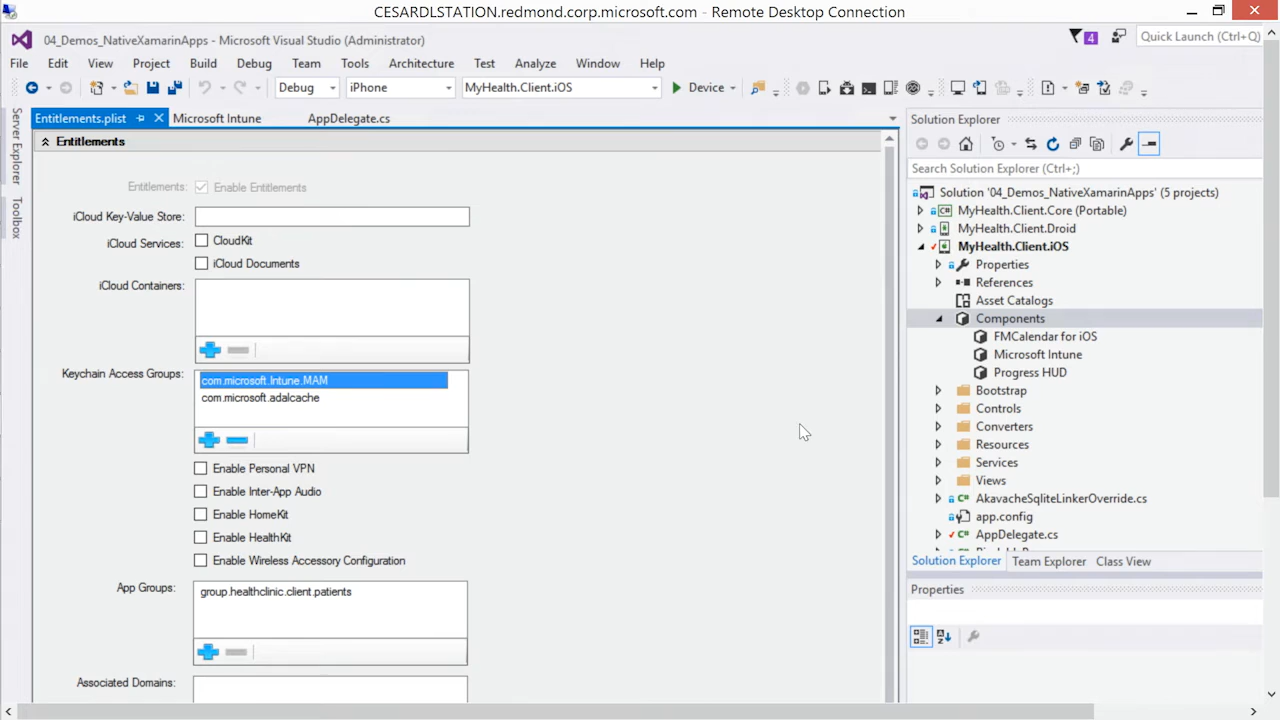 CESARDLSTATION.redmond.corp.microsoft.com - Remote Desktop Connection
04_Demos_NativeXamarinApps - Microsoft Visual Studio (Administrator)
4
Quick Launch (Ctrl+Q)
File Edit View Project Build Debug Team Tools Architecture Test Analyze Window Help
Debug iPhone MyHealth.Client.iOS Device
Server Explorer
Toolbox
Entitlements.plist Microsoft Intune AppDelegate.cs
Entitlements
Entitlements: Enable Entitlements
iCloud Key-Value Store:
iCloud Services: CloudKit
iCloud Documents
iCloud Containers:
Keychain Access Groups: com.microsoft.Intune.MAM
com.microsoft.adalcache
Enable Personal VPN
Enable Inter-App Audio
Enable HomeKit
Enable HealthKit
Enable Wireless Accessory Configuration
App Groups: group.healthclinic.client.patients
Associated Domains:
Solution Explorer
Search Solution Explorer (Ctrl+;)
Solution '04_Demos_NativeXamarinApps' (5 projects)
MyHealth.Client.Core (Portable)
MyHealth.Client.Droid
MyHealth.Client.iOS
Properties
References
Asset Catalogs
Components
FMCalendar for iOS
Microsoft Intune
Progress HUD
Bootstrap
Controls
Converters
Resources
Services
Views
AkavacheSqliteLinkerOverride.cs
app.config
AppDelegate.cs
Solution Explorer Team Explorer Class View
Properties